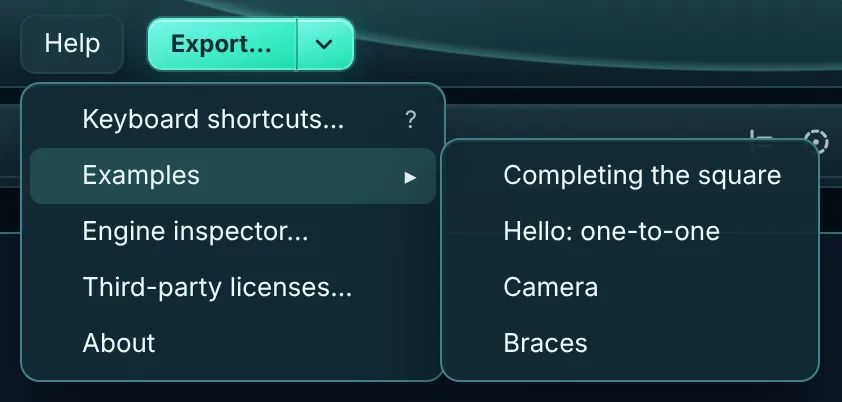 Help
Export...
Keyboard shortcuts... ?
Examples ▸
Engine inspector...
Third-party licenses...
About
Completing the square
Hello: one-to-one
Camera
Braces